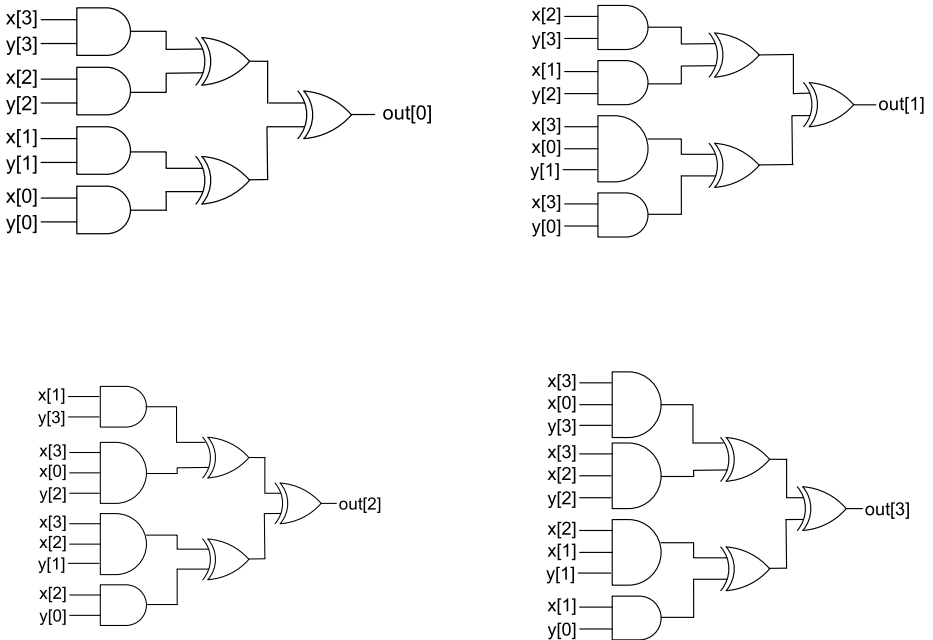 x[3]
y[3]
x[2]
y[2]
x[1]
y[1]
x[0]
y[0]
out[0]
x[2]
y[3]
x[1]
y[2]
x[3]
x[0]
y[1]
x[3]
y[0]
out[1]
x[1]
y[3]
x[3]
x[0]
y[2]
x[3]
x[2]
y[1]
x[2]
y[0]
out[2]
x[3]
x[0]
y[3]
x[3]
x[2]
y[2]
x[2]
x[1]
y[1]
x[1]
y[0]
out[3]